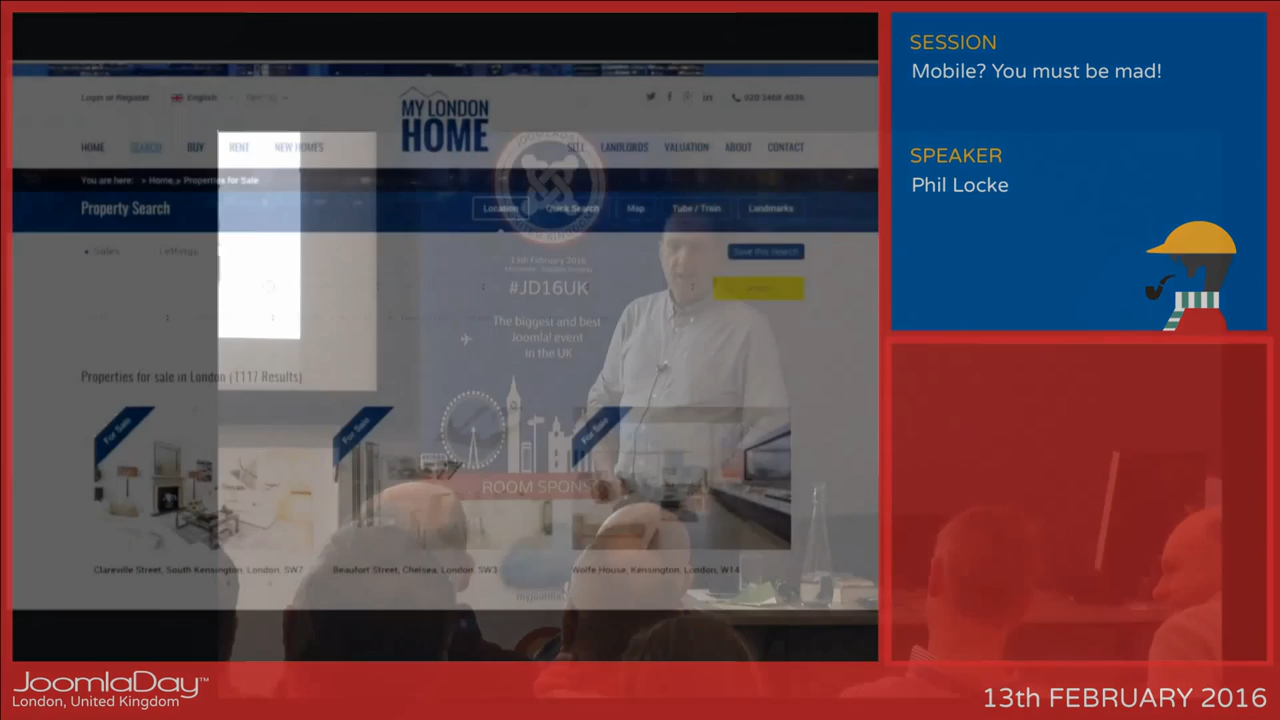 SESSION
Mobile? You must be mad!
SPEAKER
Phil Locke
Login or Register
English
020 3468 4836
MY LONDON
HOME
HOME SEARCH BUY RENT NEW HOMES
SELL LANDLORDS VALUATION ABOUT CONTACT
You are here: » Home » Properties for Sale
Property Search
Location Quick Search Map Tube / Train Landmarks
Sales Lettings
Save this Search
13th February 2016
#JD16UK
The biggest and best
Joomla! event
in the UK
Properties for sale in London (1117 Results)
For Sale
For Sale
For Sale
ROOM SPONS
Clareville Street, South Kensington, London, SW7
Beaufort Street, Chelsea, London, SW3
Wolfe House, Kensington, London, W14
JoomlaDay™
London, United Kingdom
13th FEBRUARY 2016